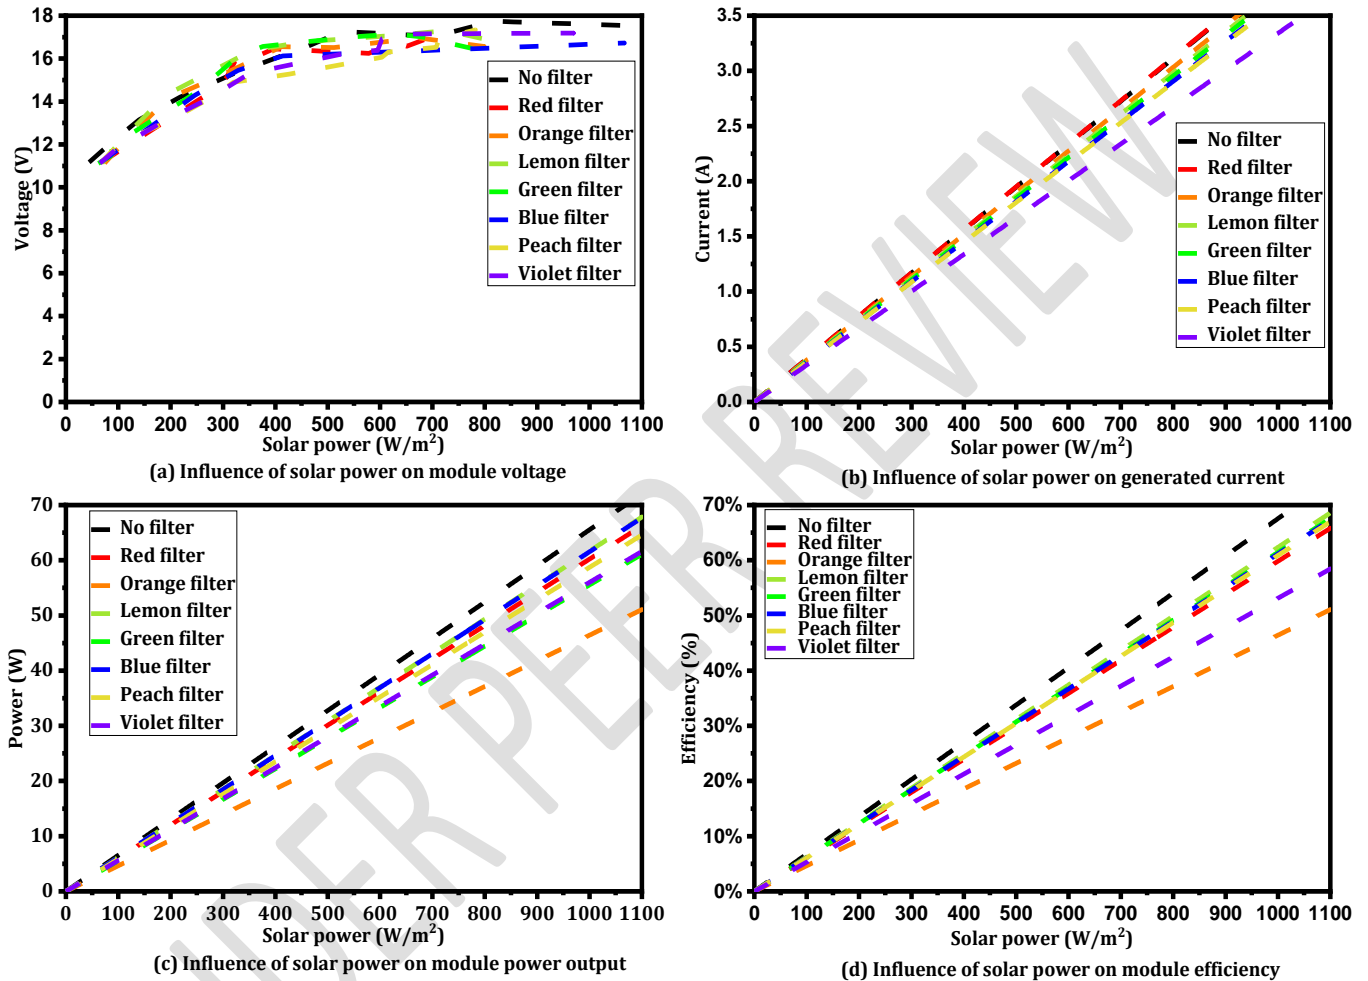 18
16
14
12
10
8
6
4
2
0
Voltage (V)
No filter
Red filter
Orange filter
Lemon filter
Green filter
Blue filter
Peach filter
Violet filter
0 100 200 300 400 500 600 700 800 900 1000 1100
Solar power (W/m²)
(a) Influence of solar power on module voltage
3.5
3.0
2.5
2.0
1.5
1.0
0.5
0.0
Current (A)
No filter
Red filter
Orange filter
Lemon filter
Green filter
Blue filter
Peach filter
Violet filter
0 100 200 300 400 500 600 700 800 900 1000 1100
Solar power (W/m²)
(b) Influence of solar power on generated current
70
60
50
40
30
20
10
0
Power (W)
No filter
Red filter
Orange filter
Lemon filter
Green filter
Blue filter
Peach filter
Violet filter
0 100 200 300 400 500 600 700 800 900 1000 1100
Solar power (W/m²)
(c) Influence of solar power on module power output
70%
60%
50%
40%
30%
20%
10%
0%
Efficiency (%)
No filter
Red filter
Orange filter
Lemon filter
Green filter
Blue filter
Peach filter
Violet filter
0 100 200 300 400 500 600 700 800 900 1000 1100
Solar power (W/m²)
(d) Influence of solar power on module efficiency
UNDER PEER REVIEW